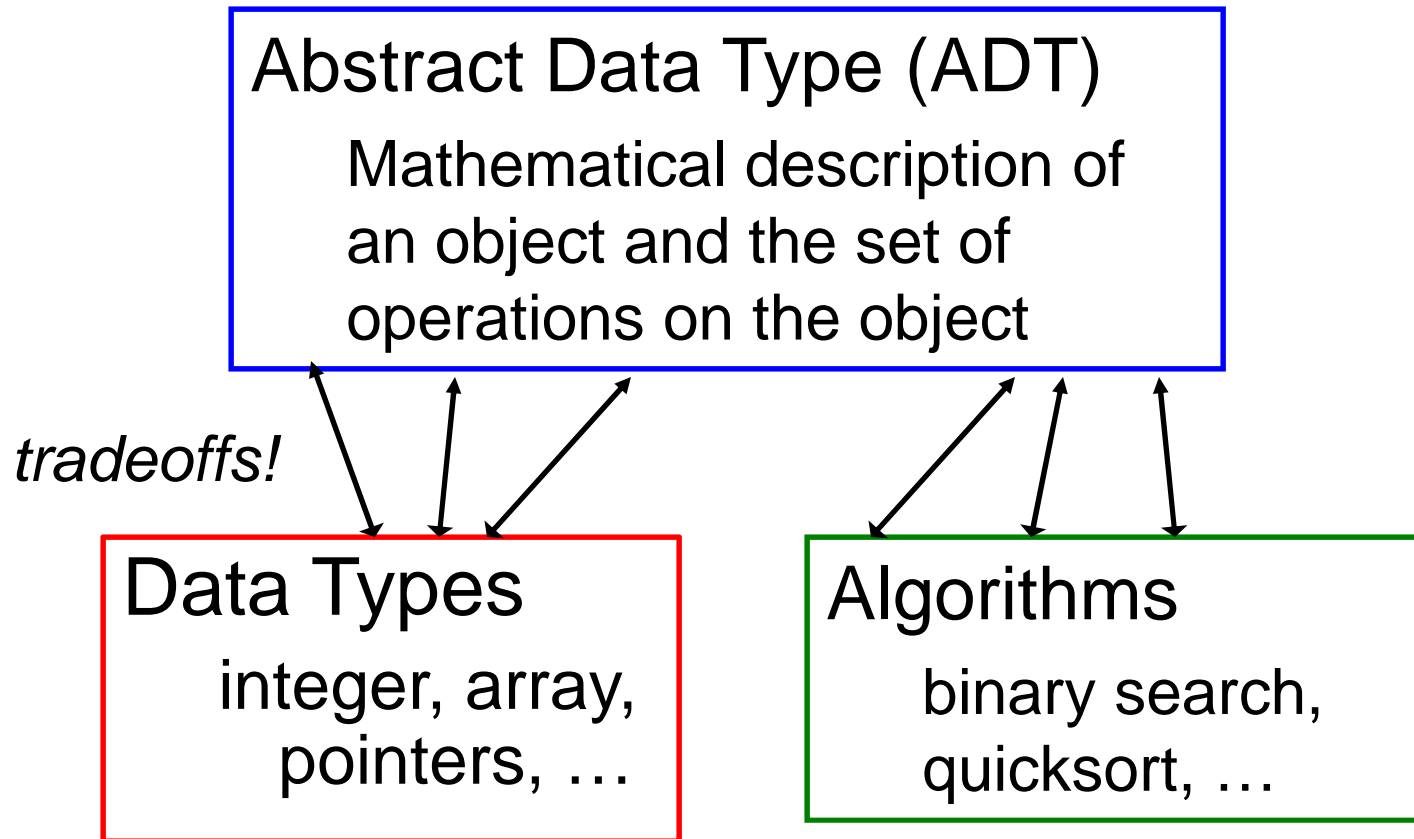 Abstract Data Type (ADT)
Mathematical description of
an object and the set of
operations on the object
tradeoffs!
Data Types
integer, array,
pointers, …
Algorithms
binary search,
quicksort, …